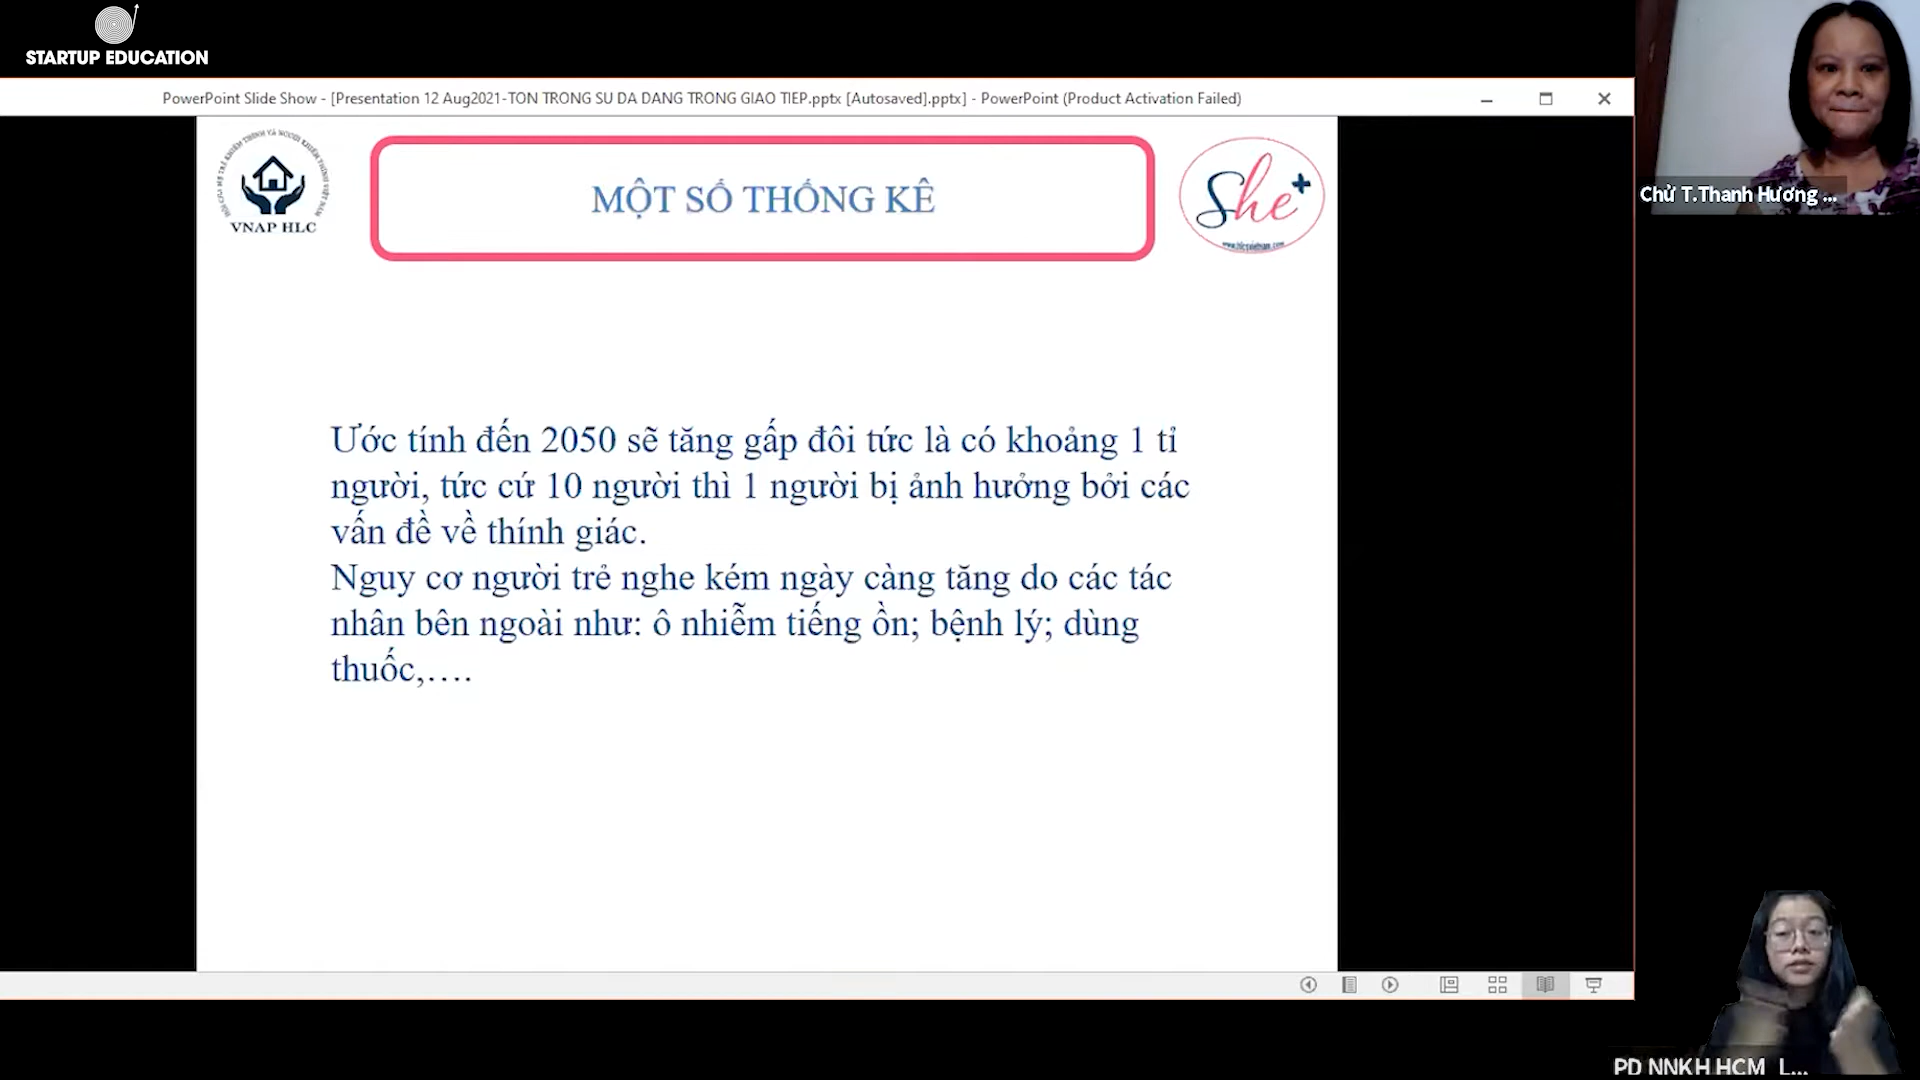 STARTUP EDUCATION
PowerPoint Slide Show - [Presentation 12 Aug2021-TON TRONG SU DA DANG TRONG GIAO TIEP.pptx [Autosaved].pptx] - PowerPoint (Product Activation Failed)
VNAP HLC
MỘT SỐ THỐNG KÊ
She+
Chử T.Thanh Hương ...
Ước tính đến 2050 sẽ tăng gấp đôi tức là có khoảng 1 tỉ
người, tức cứ 10 người thì 1 người bị ảnh hưởng bởi các
vấn đề về thính giác.
Nguy cơ người trẻ nghe kém ngày càng tăng do các tác
nhân bên ngoài như: ô nhiễm tiếng ồn; bệnh lý; dùng
thuốc,....
PD NNKH HCM_L...